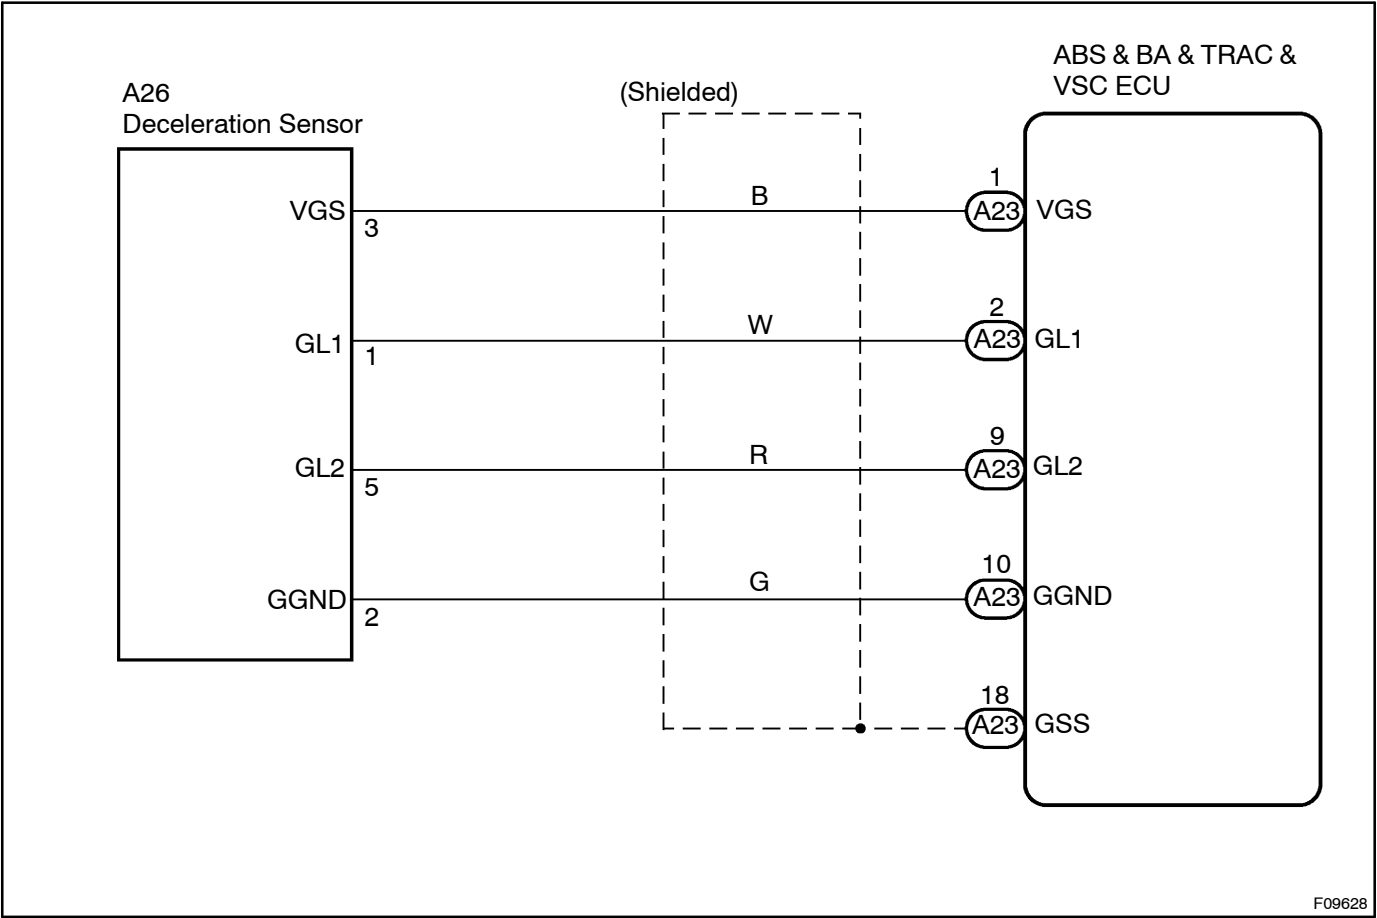 ABS & BA & TRAC &
VSC ECU
A26
Deceleration Sensor
(Shielded)
VGS
3
B
1
A23
VGS
GL1
1
W
2
A23
GL1
GL2
5
R
9
A23
GL2
GGND
2
G
10
A23
GGND
18
A23
GSS
F09628